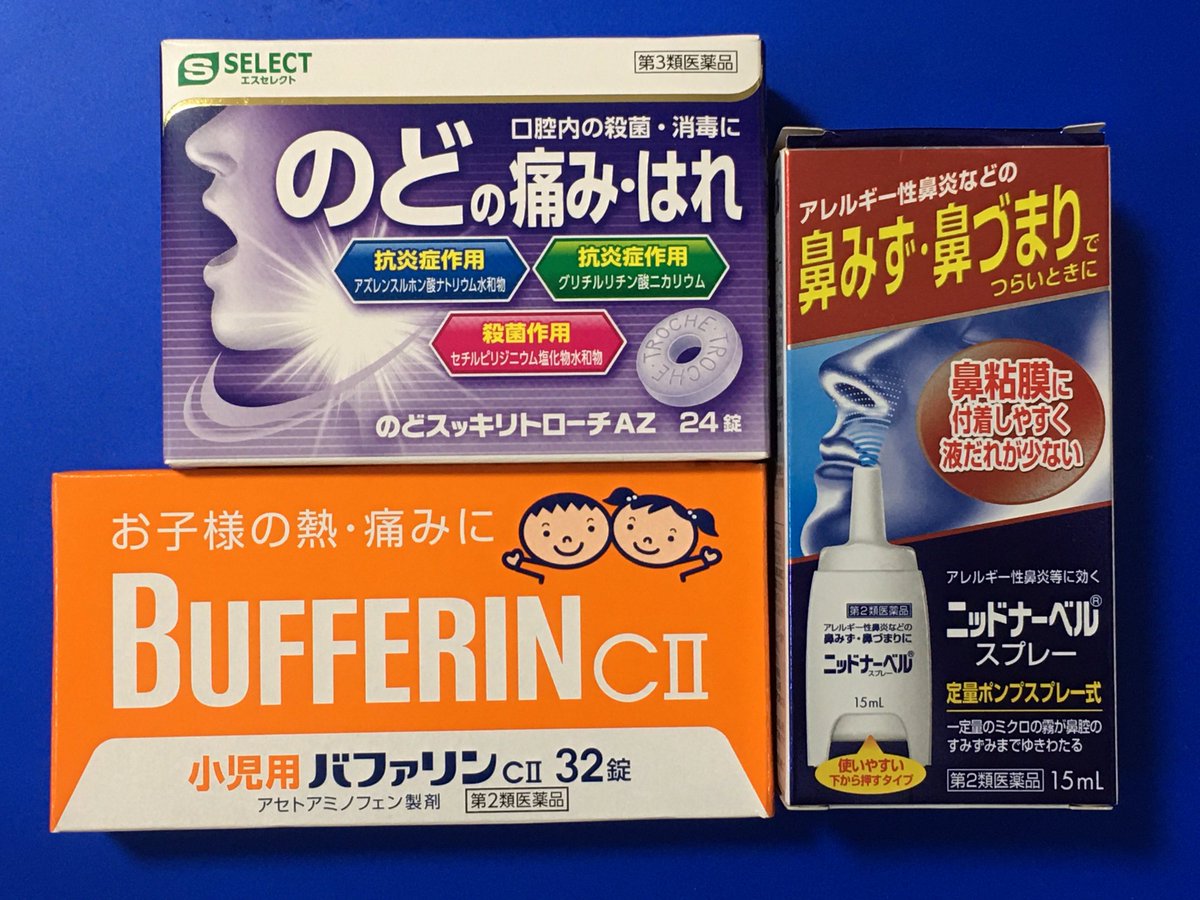 SELECT
エスセレクト
第3類医薬品
口腔内の殺菌・消毒に
のどの痛み・はれ
抗炎症作用
アズレンスルホン酸ナトリウム水和物
抗炎症作用
グリチルリチン酸二カリウム
殺菌作用
セチルピリジニウム塩化物水和物
TROCHE・TROCHE・
のどスッキリトローチAZ 24錠
お子様の熱・痛みに
BUFFERIN CⅡ
小児用 バファリン CⅡ 32錠
アセトアミノフェン製剤 第2類医薬品
アレルギー性鼻炎などの
鼻みず・鼻づまりで
つらいときに
鼻粘膜に
付着しやすく
液だれが少ない
アレルギー性鼻炎等に効く
ニッドナーベル®
スプレー
定量ポンプスプレー式
一定量のミクロの霧が鼻腔の
すみずみまでゆきわたる
第2類医薬品 15mL
第2類医薬品
アレルギー性鼻炎などの
鼻みず・鼻づまりに
ニッドナーベル®
スプレー
15mL
使いやすい
下から押すタイプ